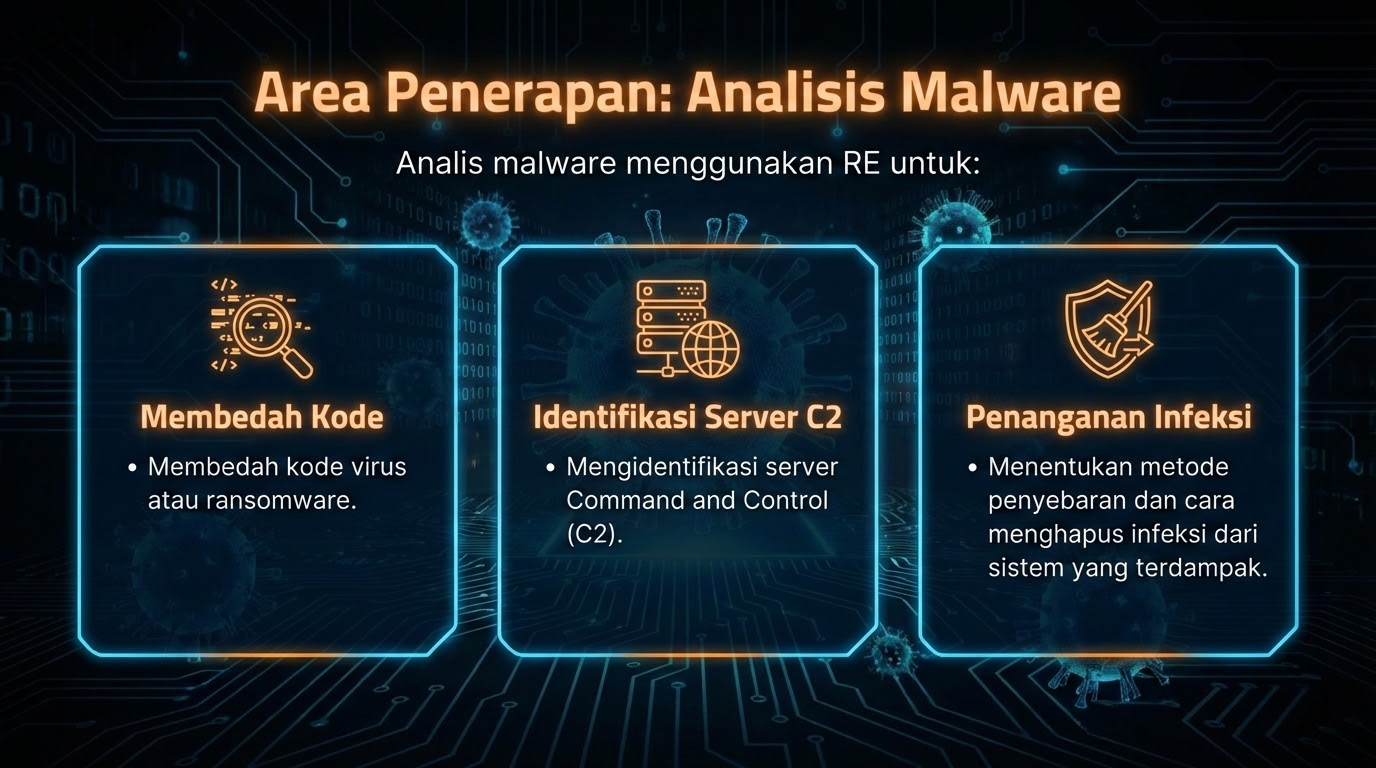 Area Penerapan: Analisis Malware
Analis malware menggunakan RE untuk:
Membedah Kode
• Membedah kode virus
atau ransomware.
Identifikasi Server C2
• Mengidentifikasi server
Command and Control
(C2).
Penanganan Infeksi
• Menentukan metode
penyebaran dan cara
menghapus infeksi dari
sistem yang terdampak.